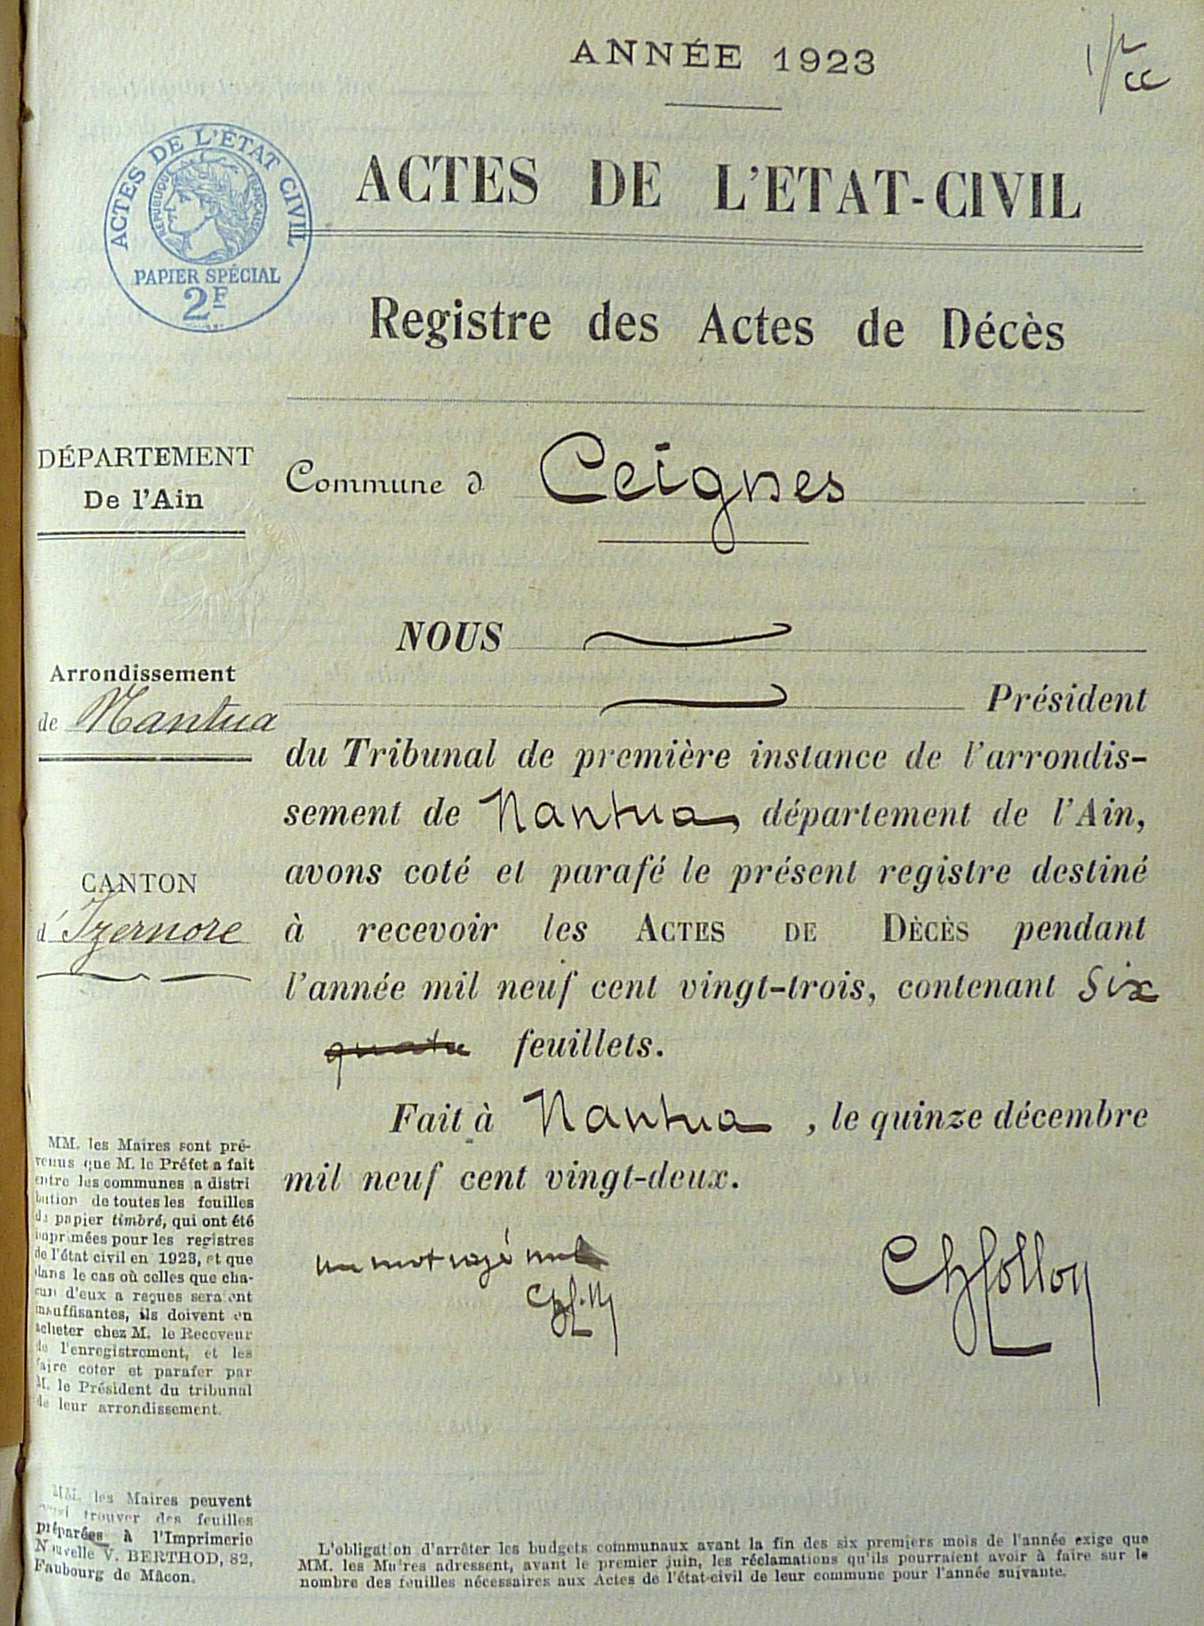 ANNÉE 1923
ACTES DE L'ÉTAT CIVIL
RÉPUBLIQUE FRANÇAISE
PAPIER SPÉCIAL
2F
ACTES DE L'ETAT-CIVIL
Registre des Actes de Décès
DÉPARTEMENT
De l'Ain
Commune d Ceignes
NOUS
Président
Arrondissement
de Nantua
du Tribunal de première instance de l'arrondis-
sement de Nantua, département de l'Ain,
avons coté et parafé le présent registre destiné
CANTON
d'Izernore
à recevoir les ACTES DE DÉCÈS pendant
l'année mil neuf cent vingt-trois, contenant Six
quatre feuillets.
Fait à Nantua, le quinze décembre
mil neuf cent vingt-deux.
un mot rayé nul
MM. les Maires sont pré-
venus que M. le Préfet a fait
entre les communes a distri
bution de toutes les feuilles
du papier timbré, qui ont été
imprimées pour les registres
de l'état civil en 1923, et que
dans le cas où celles que cha-
cun d'eux a reçues seraient
insuffisantes, ils doivent en
acheter chez M. le Receveur
de l'enregistrement, et les
faire coter et parafer par
M. le Président du tribunal
de leur arrondissement.
MM. les Maires peuvent
aussi trouver des feuilles
préparées à l'Imprimerie
Nouvelle V. BERTHOD, 82,
Faubourg de Mâcon.
L'obligation d'arrêter les budgets communaux avant la fin des six premiers mois de l'année exige que
MM. les Maires adressent, avant le premier juin, les réclamations qu'ils pourraient avoir à faire sur le
nombre des feuilles nécessaires aux Actes de l'état-civil de leur commune pour l'année suivante.